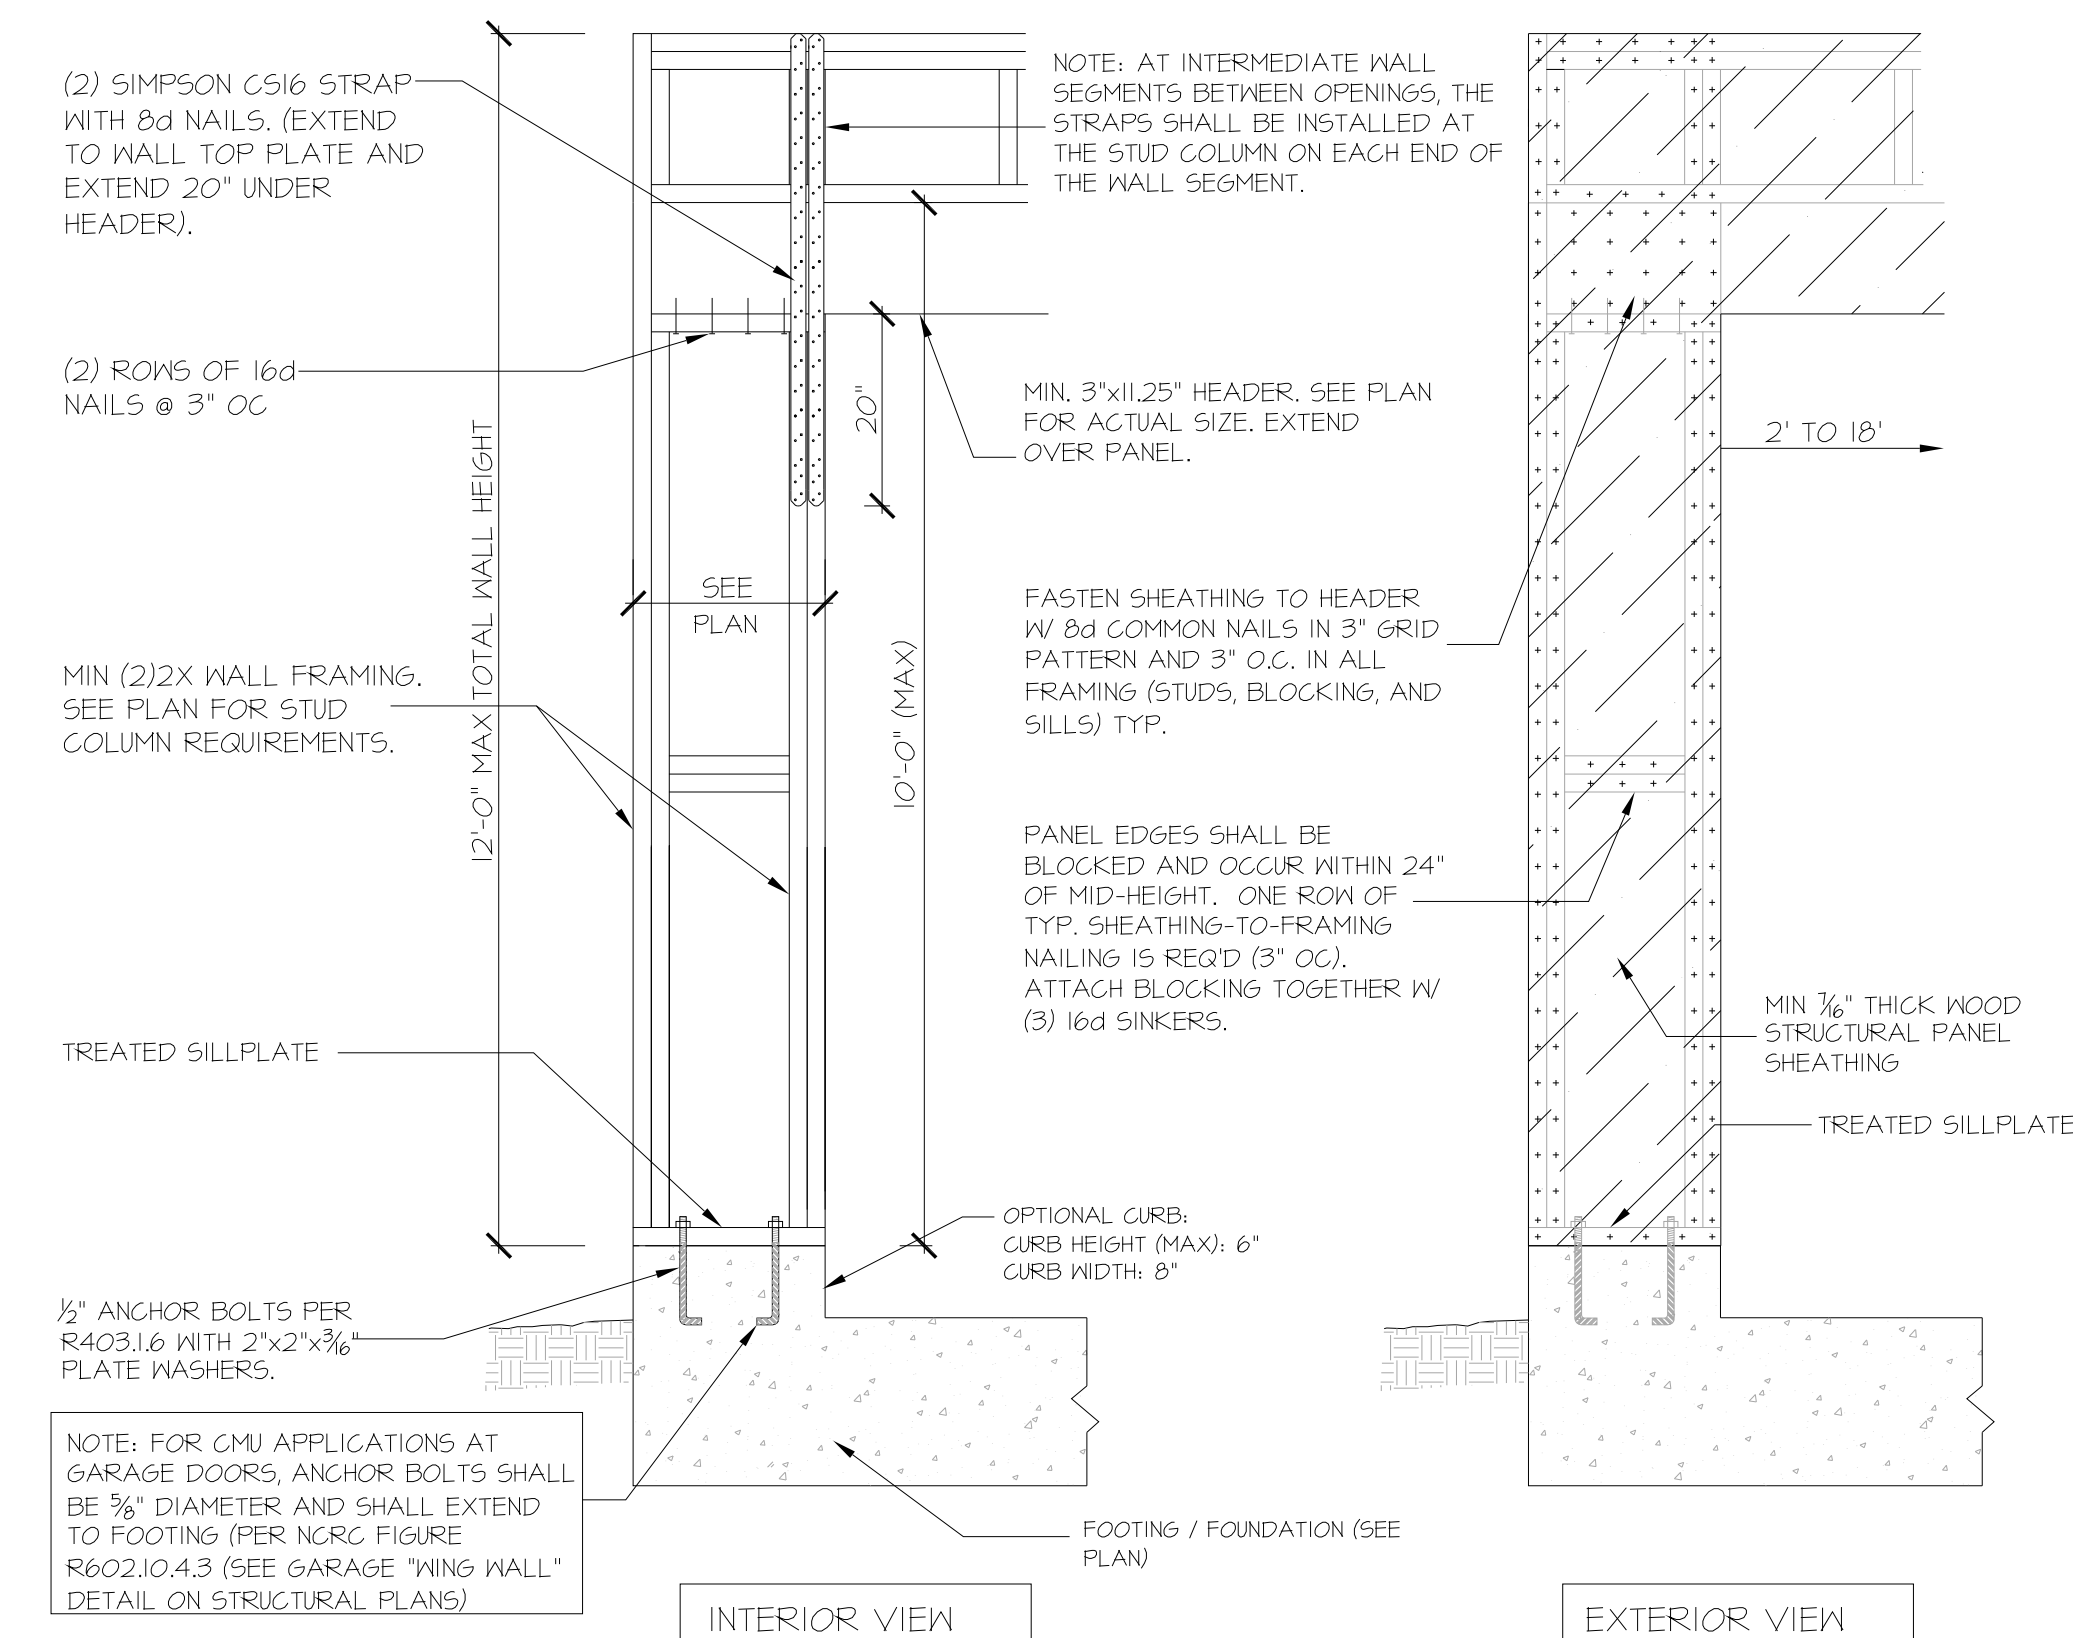 (2) SIMPSON CS16 STRAP
WITH 8d NAILS. (EXTEND
TO WALL TOP PLATE AND
EXTEND 20" UNDER
HEADER).
(2) ROWS OF 16d
NAILS @ 3" OC
12'-0" MAX TOTAL WALL HEIGHT
MIN (2)2X WALL FRAMING.
SEE PLAN FOR STUD
COLUMN REQUIREMENTS.
TREATED SILLPLATE
½" ANCHOR BOLTS PER
R403.1.6 WITH 2"x2"x3⁄16"
PLATE WASHERS.
NOTE: FOR CMU APPLICATIONS AT
GARAGE DOORS, ANCHOR BOLTS SHALL
BE ⅝" DIAMETER AND SHALL EXTEND
TO FOOTING (PER NCRC FIGURE
R602.10.4.3 (SEE GARAGE "WING WALL"
DETAIL ON STRUCTURAL PLANS)
SEE
PLAN
20"
10'-0" (MAX)
NOTE: AT INTERMEDIATE WALL
SEGMENTS BETWEEN OPENINGS, THE
STRAPS SHALL BE INSTALLED AT
THE STUD COLUMN ON EACH END OF
THE WALL SEGMENT.
MIN. 3"x11.25" HEADER. SEE PLAN
FOR ACTUAL SIZE. EXTEND
OVER PANEL.
FASTEN SHEATHING TO HEADER
W/ 8d COMMON NAILS IN 3" GRID
PATTERN AND 3" O.C. IN ALL
FRAMING (STUDS, BLOCKING, AND
SILLS) TYP.
PANEL EDGES SHALL BE
BLOCKED AND OCCUR WITHIN 24"
OF MID-HEIGHT. ONE ROW OF
TYP. SHEATHING-TO-FRAMING
NAILING IS REQ'D (3" OC).
ATTACH BLOCKING TOGETHER W/
(3) 16d SINKERS.
OPTIONAL CURB:
CURB HEIGHT (MAX): 6"
CURB WIDTH: 8"
FOOTING / FOUNDATION (SEE
PLAN)
INTERIOR VIEW
2' TO 18'
MIN 7⁄16" THICK WOOD
STRUCTURAL PANEL
SHEATHING
TREATED SILLPLATE
EXTERIOR VIEW